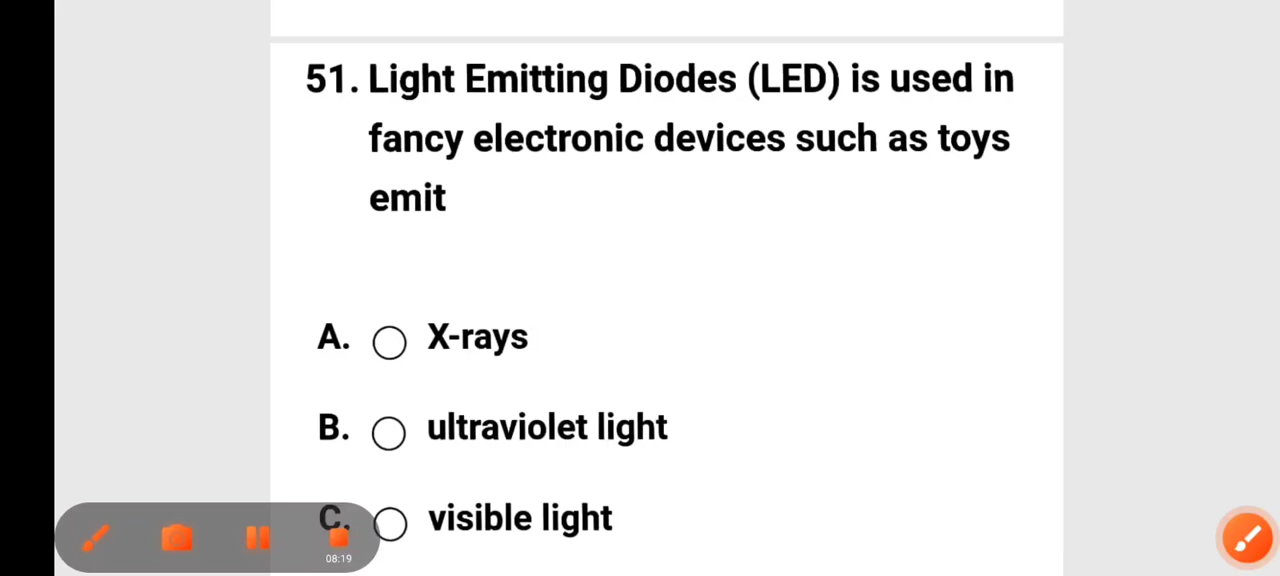 51. Light Emitting Diodes (LED) is used in
fancy electronic devices such as toys
emit
A. X-rays
B. ultraviolet light
C. visible light
08:19